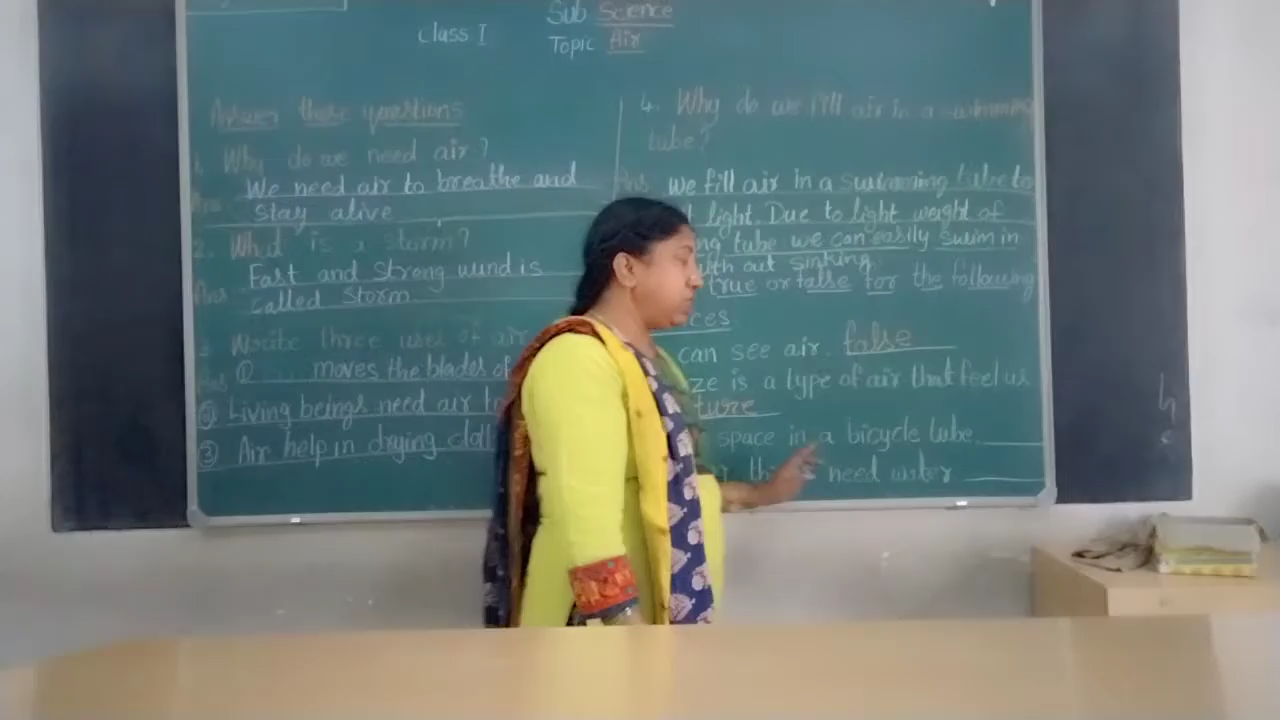 Sub Science
Class I
Topic Air
Answer these questions
1. Why do we need air?
Ans We need air to breathe and
stay alive
2. What is a storm?
Ans Fast and strong wind is
called storm
3. Write three uses of air
Ans ① moves the blades of
② Living beings need air to
③ Air help in drying
4. Why do we fill air in a swimming
tube?
Ans. we fill air in a swimming tube to
light. Due to light weight of
tube we can easily swim in
with out sinking.
true or false for the following
can see air. false
is a type of air that feel us
space in a bicycle tube.
need water